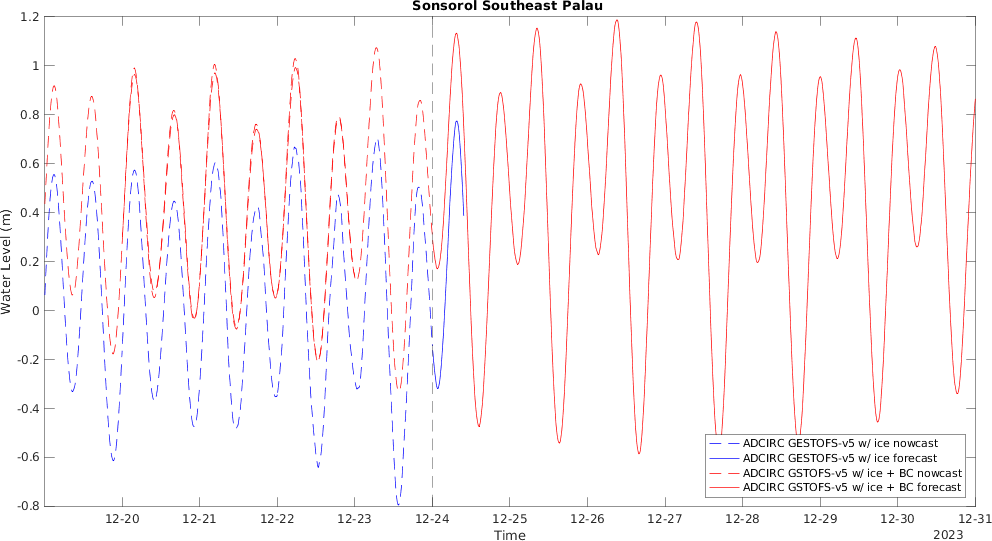 Sonsorol Southeast Palau
1.2
1
0.8
0.6
0.4
0.2
0
-0.2
-0.4
-0.6
-0.8
Water Level (m)
ADCIRC GESTOFS-v5 w/ ice nowcast
ADCIRC GESTOFS-v5 w/ ice forecast
ADCIRC GSTOFS-v5 w/ ice + BC nowcast
ADCIRC GSTOFS-v5 w/ ice + BC forecast
12-20 12-21 12-22 12-23 12-24 12-25 12-26 12-27 12-28 12-29 12-30 12-31
Time
2023